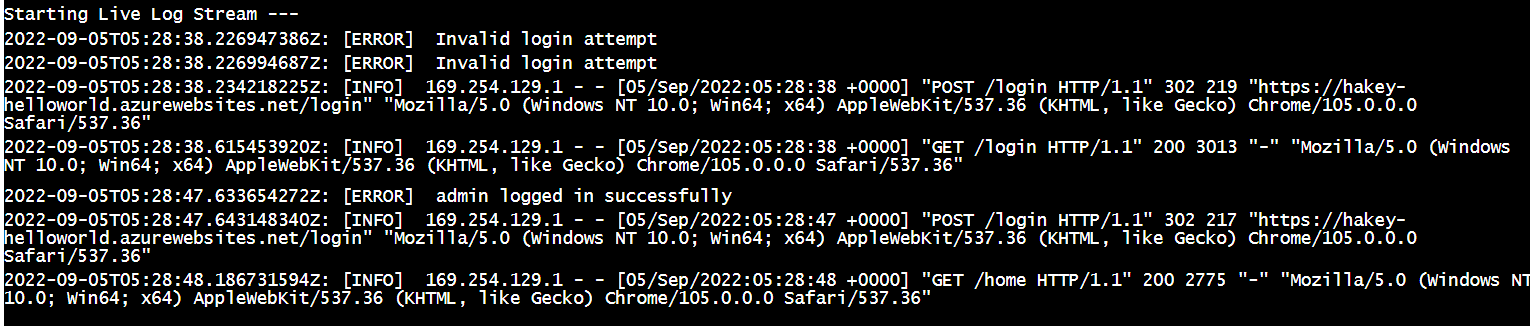 Starting Live Log Stream ---
2022-09-05T05:28:38.226947386Z: [ERROR]  Invalid login attempt
2022-09-05T05:28:38.226994687Z: [ERROR]  Invalid login attempt
2022-09-05T05:28:38.234218225Z: [INFO]  169.254.129.1 - - [05/Sep/2022:05:28:38 +0000] "POST /login HTTP/1.1" 302 219 "https://hakey-
helloworld.azurewebsites.net/login" "Mozilla/5.0 (Windows NT 10.0; Win64; x64) AppleWebKit/537.36 (KHTML, like Gecko) Chrome/105.0.0.0
Safari/537.36"
2022-09-05T05:28:38.615453920Z: [INFO]  169.254.129.1 - - [05/Sep/2022:05:28:38 +0000] "GET /login HTTP/1.1" 200 3013 "-" "Mozilla/5.0 (Windows
NT 10.0; Win64; x64) AppleWebKit/537.36 (KHTML, like Gecko) Chrome/105.0.0.0 Safari/537.36"
2022-09-05T05:28:47.633654272Z: [ERROR]  admin logged in successfully
2022-09-05T05:28:47.643148340Z: [INFO]  169.254.129.1 - - [05/Sep/2022:05:28:47 +0000] "POST /login HTTP/1.1" 302 217 "https://hakey-
helloworld.azurewebsites.net/login" "Mozilla/5.0 (Windows NT 10.0; Win64; x64) AppleWebKit/537.36 (KHTML, like Gecko) Chrome/105.0.0.0
Safari/537.36"
2022-09-05T05:28:48.186731594Z: [INFO]  169.254.129.1 - - [05/Sep/2022:05:28:48 +0000] "GET /home HTTP/1.1" 200 2775 "-" "Mozilla/5.0 (Windows NT
10.0; Win64; x64) AppleWebKit/537.36 (KHTML, like Gecko) Chrome/105.0.0.0 Safari/537.36"